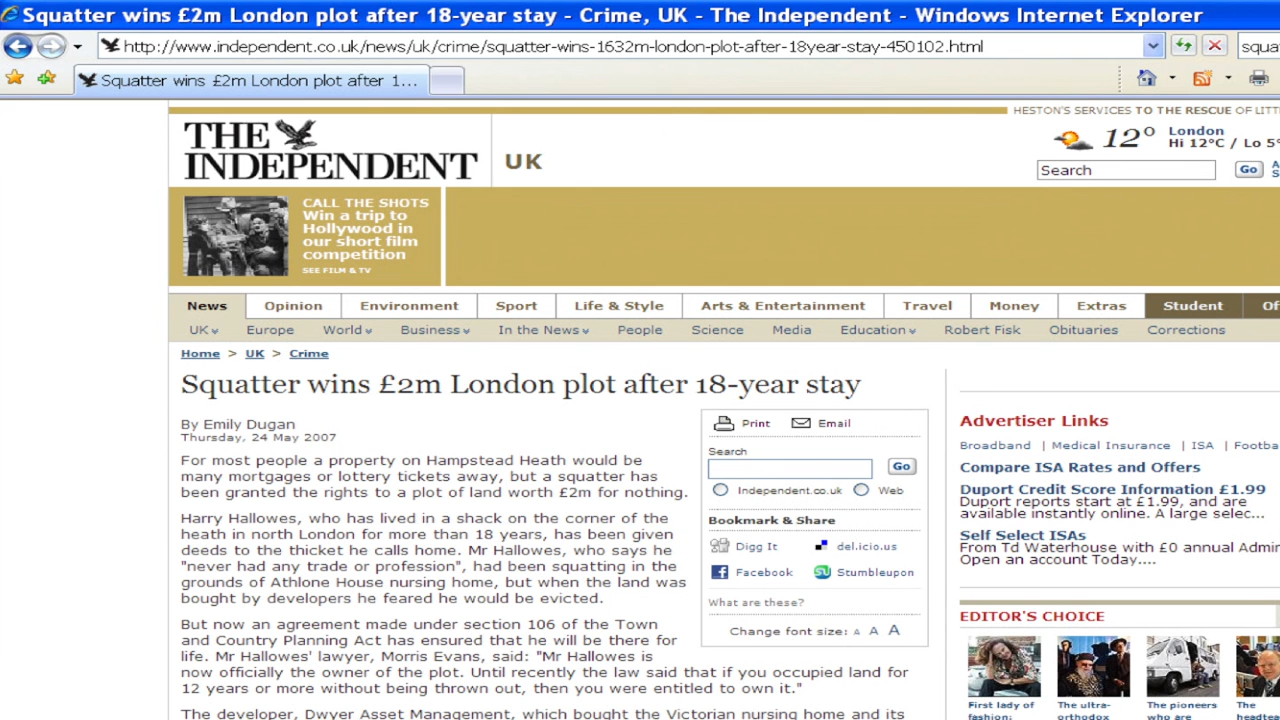 Squatter wins £2m London plot after 18-year stay - Crime, UK - The Independent - Windows Internet Explorer
http://www.independent.co.uk/news/uk/crime/squatter-wins-1632m-london-plot-after-18year-stay-450102.html
squa
Squatter wins £2m London plot after 1...
HESTON'S SERVICES TO THE RESCUE OF LITT
THE INDEPENDENT
UK
12°
London
Hi 12°C / Lo 5°
Search
Go
CALL THE SHOTS
Win a trip to
Hollywood in
our short film
competition
SEE FILM & TV
News Opinion Environment Sport Life & Style Arts & Entertainment Travel Money Extras Student Of
UK Europe World Business In the News People Science Media Education Robert Fisk Obituaries Corrections
Home > UK > Crime
Squatter wins £2m London plot after 18-year stay
By Emily Dugan
Thursday, 24 May 2007
For most people a property on Hampstead Heath would be
many mortgages or lottery tickets away, but a squatter has
been granted the rights to a plot of land worth £2m for nothing.
Harry Hallowes, who has lived in a shack on the corner of the
heath in north London for more than 18 years, has been given
deeds to the thicket he calls home. Mr Hallowes, who says he
"never had any trade or profession", had been squatting in the
grounds of Athlone House nursing home, but when the land was
bought by developers he feared he would be evicted.
But now an agreement made under section 106 of the Town
and Country Planning Act has ensured that he will be there for
life. Mr Hallowes' lawyer, Morris Evans, said: "Mr Hallowes is
now officially the owner of the plot. Until recently the law said that if you occupied land for
12 years or more without being thrown out, then you were entitled to own it."
The developer, Dwyer Asset Management, which bought the Victorian nursing home and its
Print Email
Search
Go
Independent.co.uk Web
Bookmark & Share
Digg It del.icio.us
Facebook Stumbleupon
What are these?
Change font size: A A A
Advertiser Links
Broadband | Medical Insurance | ISA | Footba
Compare ISA Rates and Offers
Duport Credit Score Information £1.99
Duport reports start at £1.99, and are
available instantly online. A large selec...
Self Select ISAs
From Td Waterhouse with £0 annual Admin
Open an account Today....
EDITOR'S CHOICE
First lady of
fashion:
The ultra-
orthodox
The pioneers
who are
The
headte